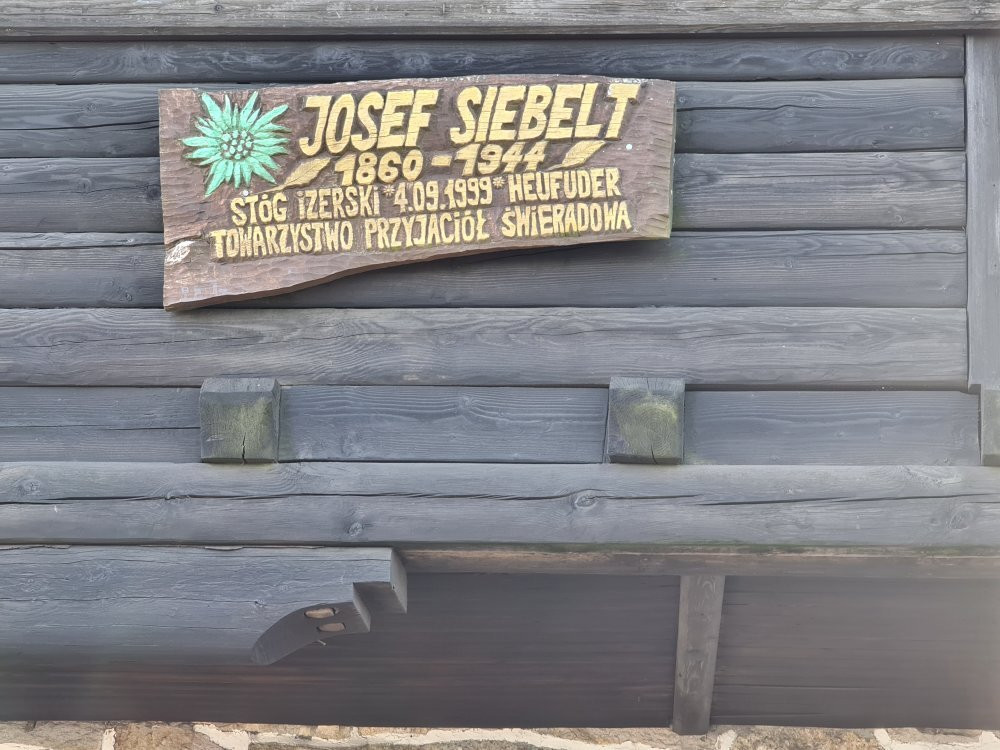 JOSEF SIEBELT
1860 - 1944
STÓG IZERSKI * 4.09.1999 * HEUFUDER
TOWARZYSTWO PRZYJACIÓŁ ŚWIERADOWA